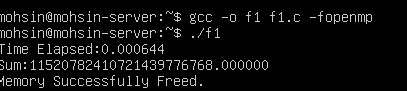 mohsin@mohsin-server:~$ gcc -o f1 f1.c -fopenmp
mohsin@mohsin-server:~$ ./f1
Time Elapsed:0.000644
Sum:11520782410721439776768.000000
Memory Successfully Freed.